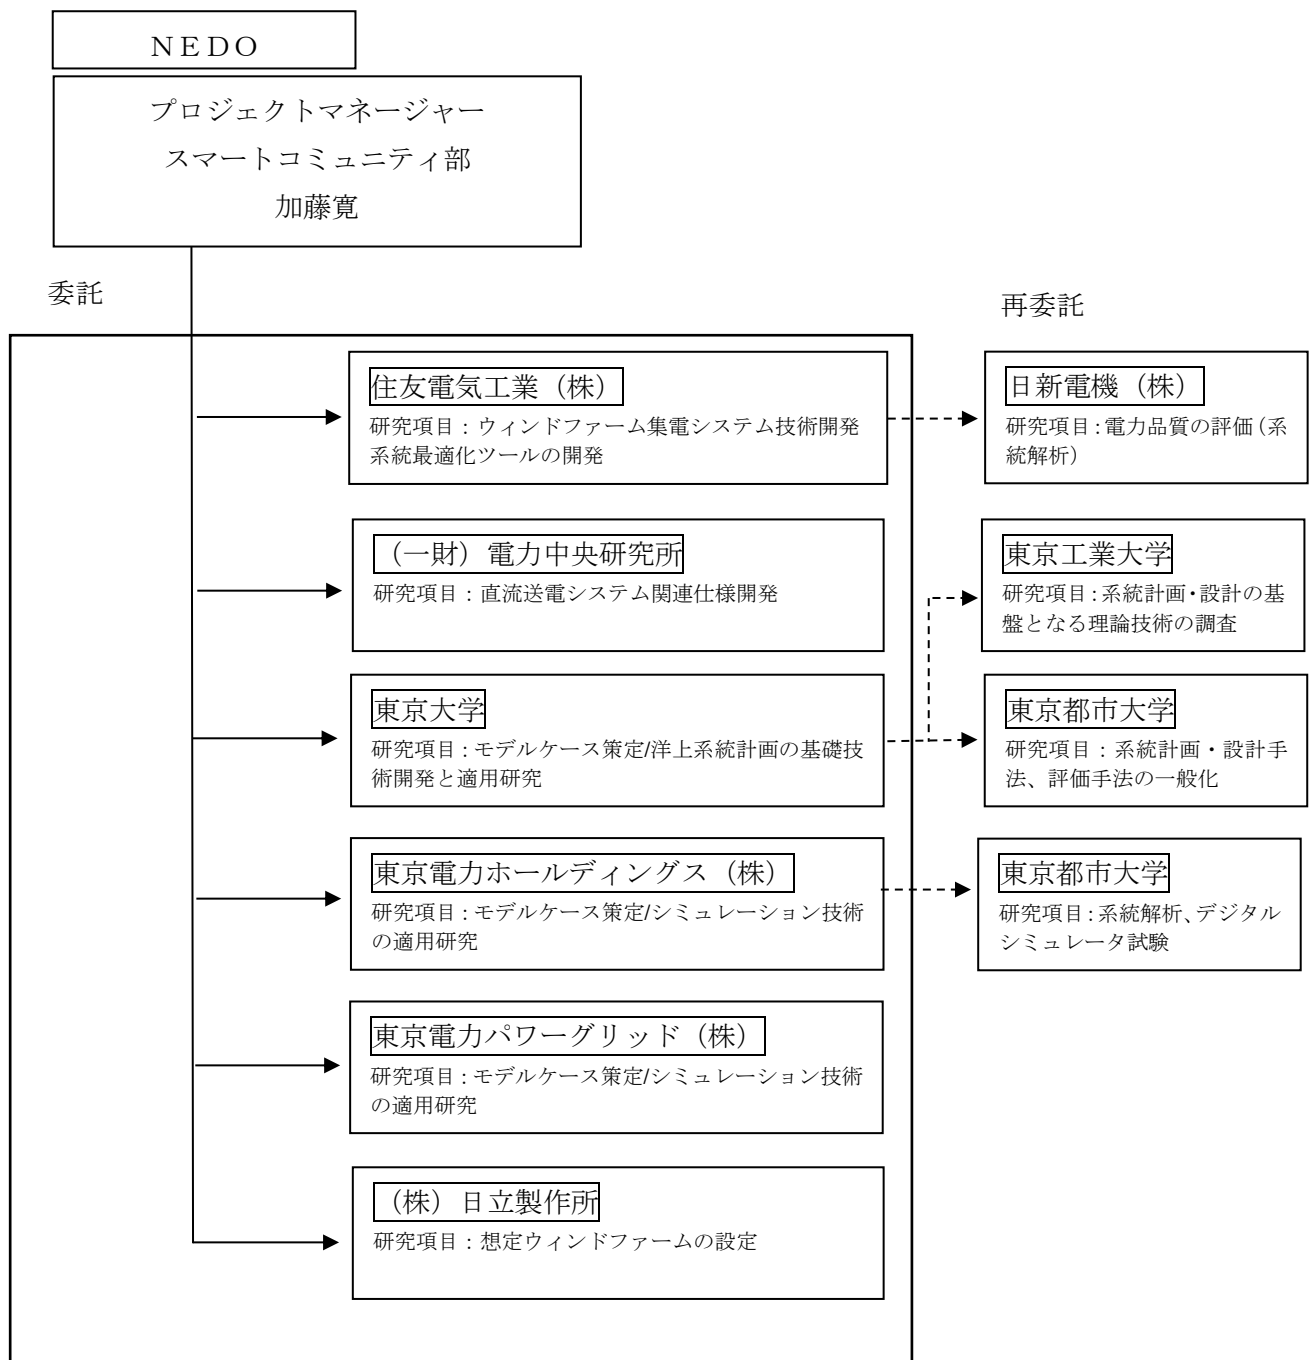 NEDO
プロジェクトマネージャー
スマートコミュニティ部
加藤寛
委託
再委託
住友電気工業（株）
研究項目：ウィンドファーム集電システム技術開発
系統最適化ツールの開発
日新電機（株）
研究項目：電力品質の評価（系
統解析）
（一財）電力中央研究所
研究項目：直流送電システム関連仕様開発
東京工業大学
研究項目：系統計画・設計の基
盤となる理論技術の調査
東京大学
研究項目：モデルケース策定/洋上系統計画の基礎技
術開発と適用研究
東京都市大学
研究項目：系統計画・設計手
法、評価手法の一般化
東京電力ホールディングス（株）
研究項目：モデルケース策定/シミュレーション技術
の適用研究
東京都市大学
研究項目：系統解析、デジタル
シミュレータ試験
東京電力パワーグリッド（株）
研究項目：モデルケース策定/シミュレーション技術
の適用研究
（株）日立製作所
研究項目：想定ウィンドファームの設定